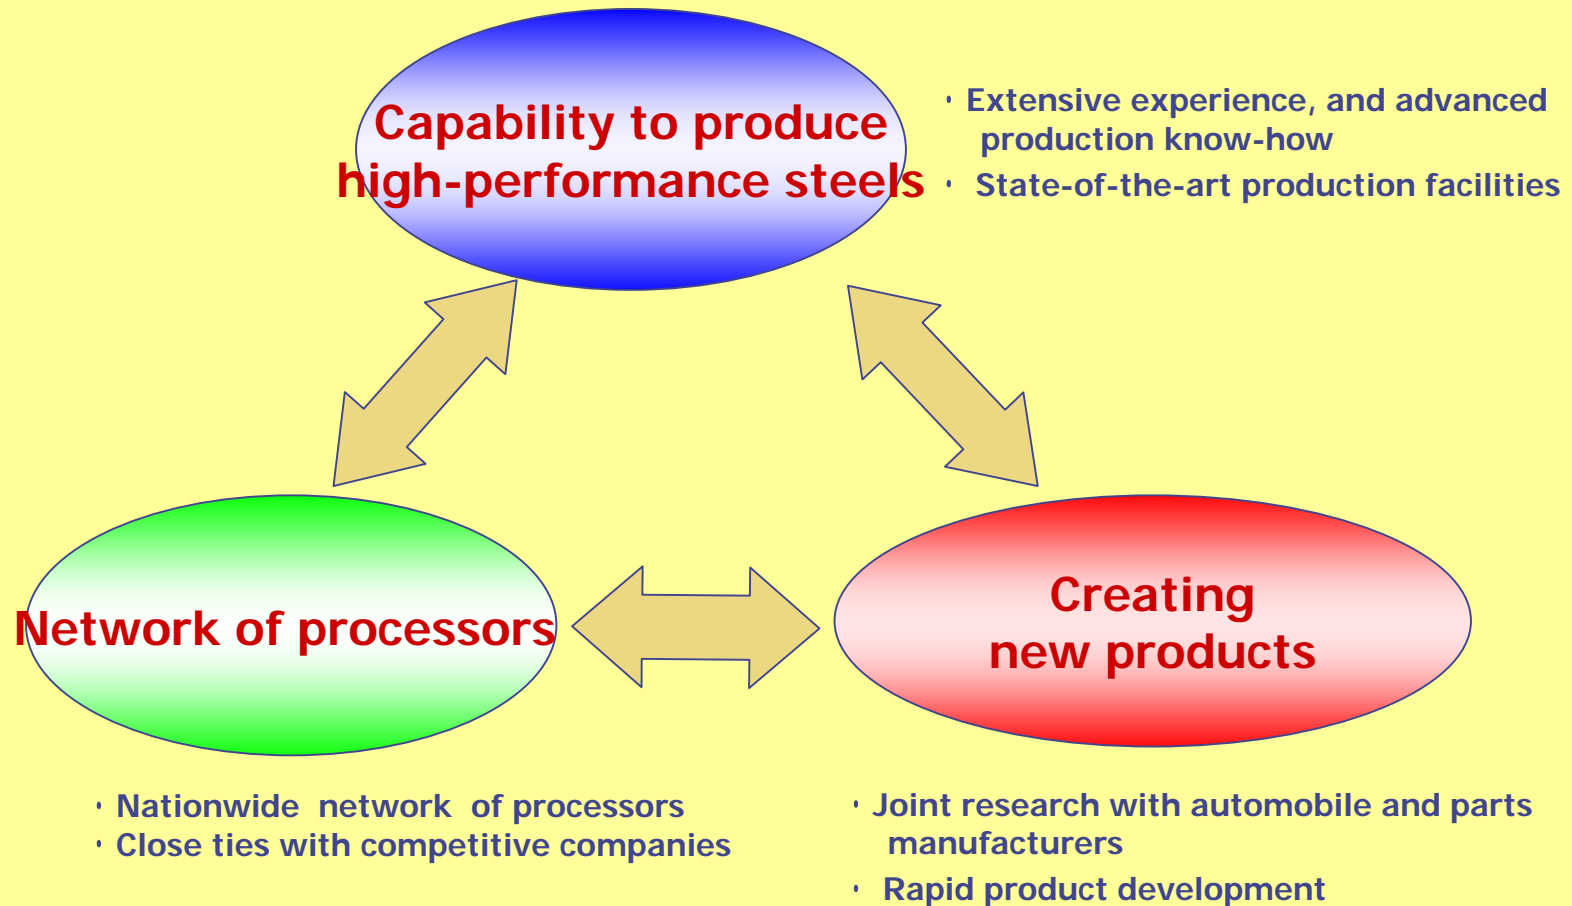 Capability to produce
high-performance steels
· Extensive experience, and advanced
production know-how
· State-of-the-art production facilities
Network of processors
Creating
new products
· Nationwide network of processors
· Close ties with competitive companies
· Joint research with automobile and parts
manufacturers
· Rapid product development